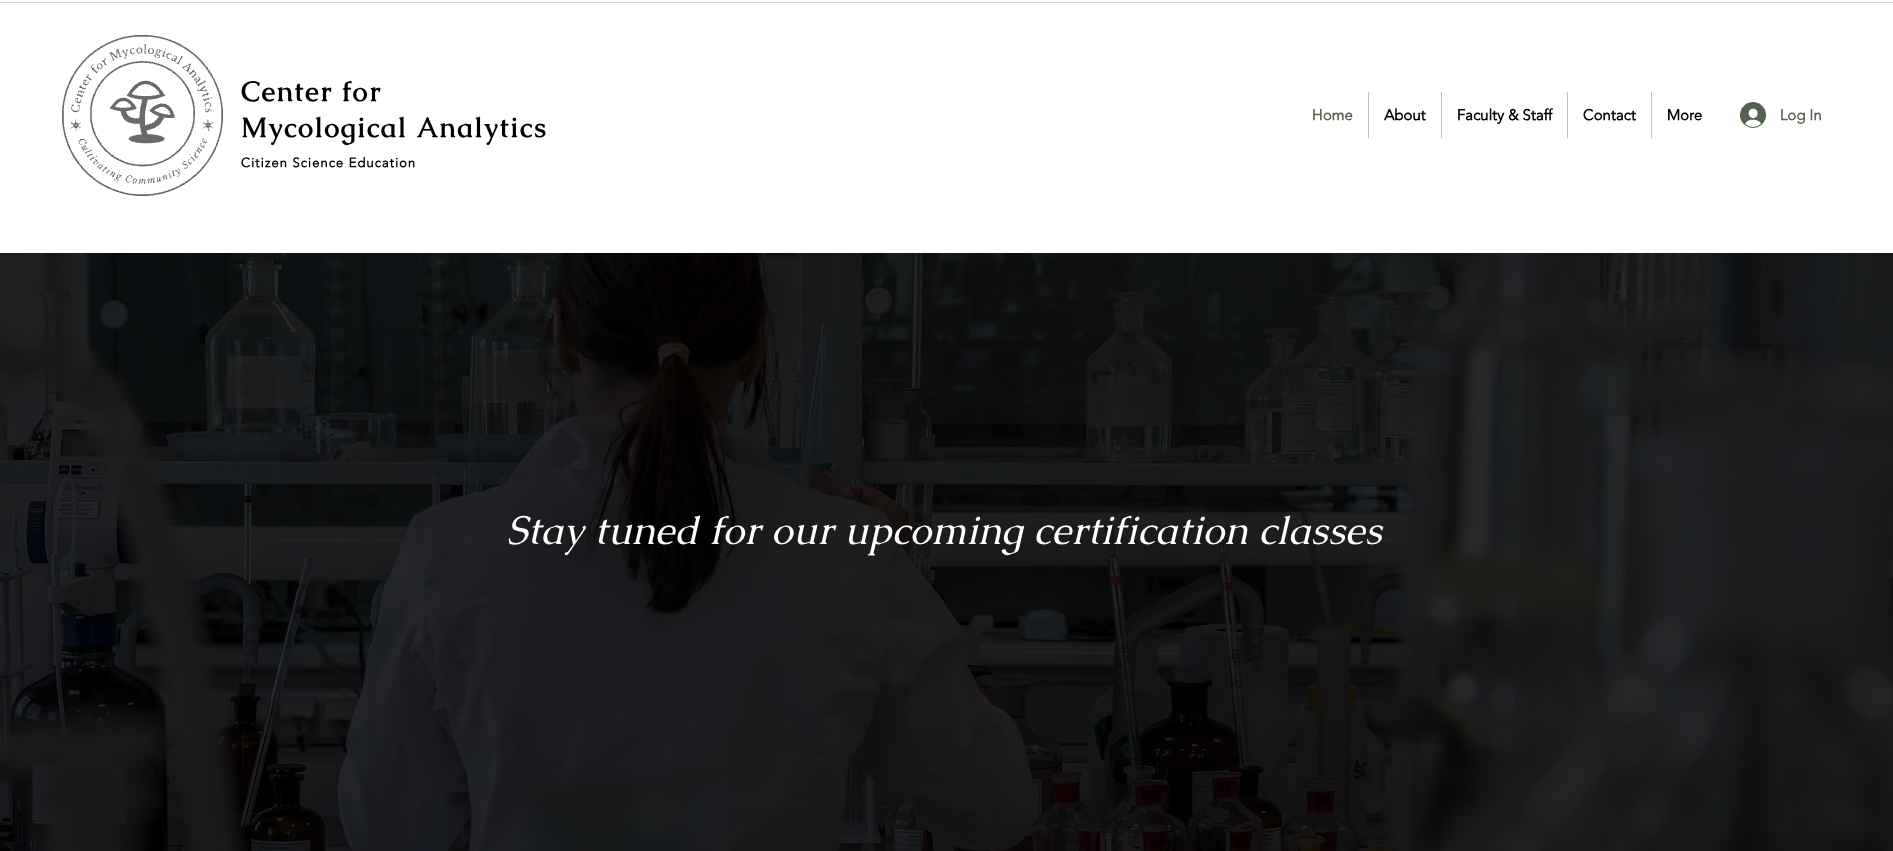 Center for Mycological Analytics
Cultivating Community Science
Center for
Mycological Analytics
Citizen Science Education
Home
About
Faculty & Staff
Contact
More
Log In
Stay tuned for our upcoming certification classes